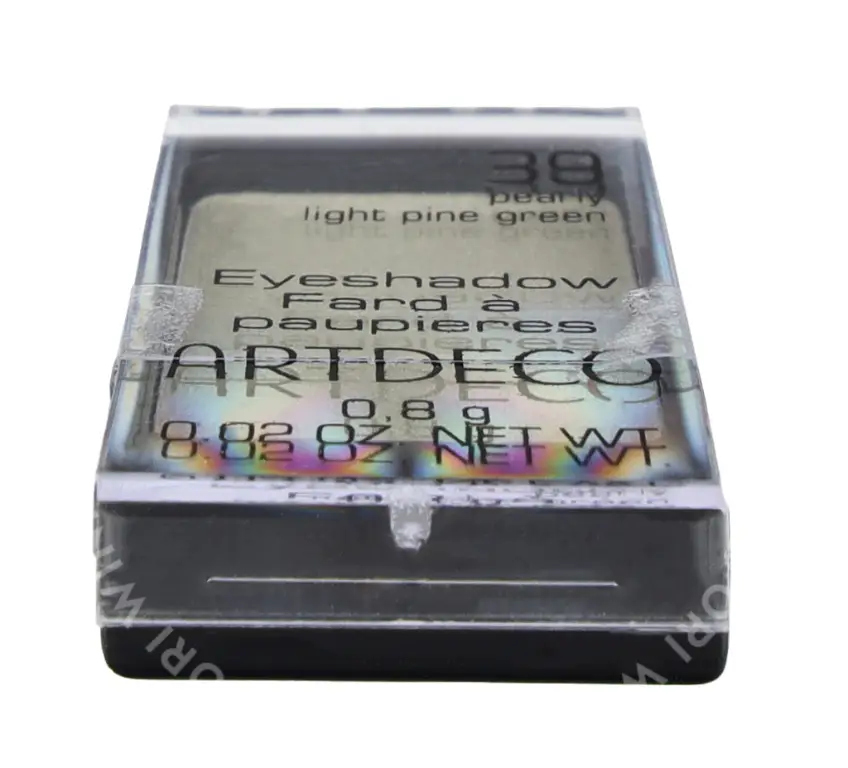 39
pearly
light pine green
Eyeshadow
Fard à
paupieres
ARTDECO
0,8 g
0.02 OZ NET WT.